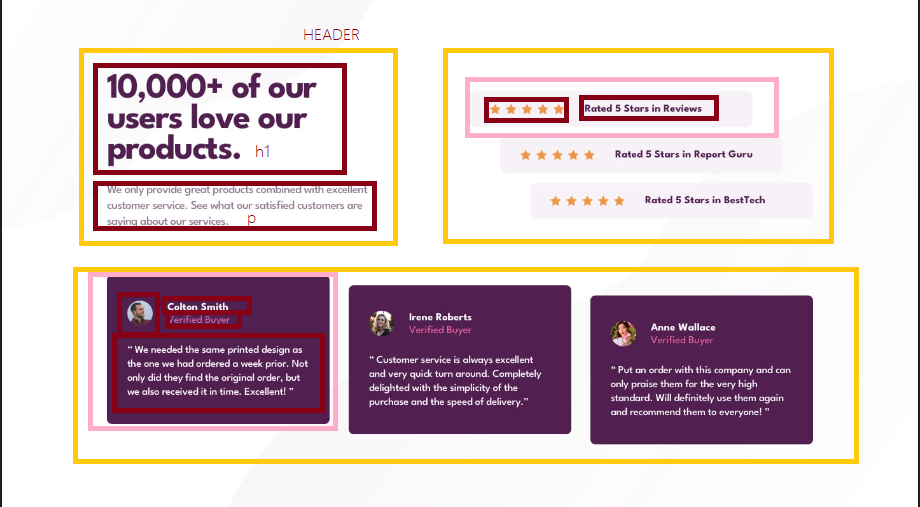 HEADER
10,000+ of our
users love our
products.
h1
We only provide great products combined with excellent
customer service. See what our satisfied customers are
saying about our services.
p
Rated 5 Stars in Reviews
Rated 5 Stars in Report Guru
Rated 5 Stars in BestTech
Colton Smith
Verified Buyer
“ We needed the same printed design as
the one we had ordered a week prior. Not
only did they find the original order, but
we also received it in time. Excellent! ”
Irene Roberts
Verified Buyer
“ Customer service is always excellent
and very quick turn around. Completely
delighted with the simplicity of the
purchase and the speed of delivery.”
Anne Wallace
Verified Buyer
“ Put an order with this company and can
only praise them for the very high
standard. Will definitely use them again
and recommend them to everyone! ”